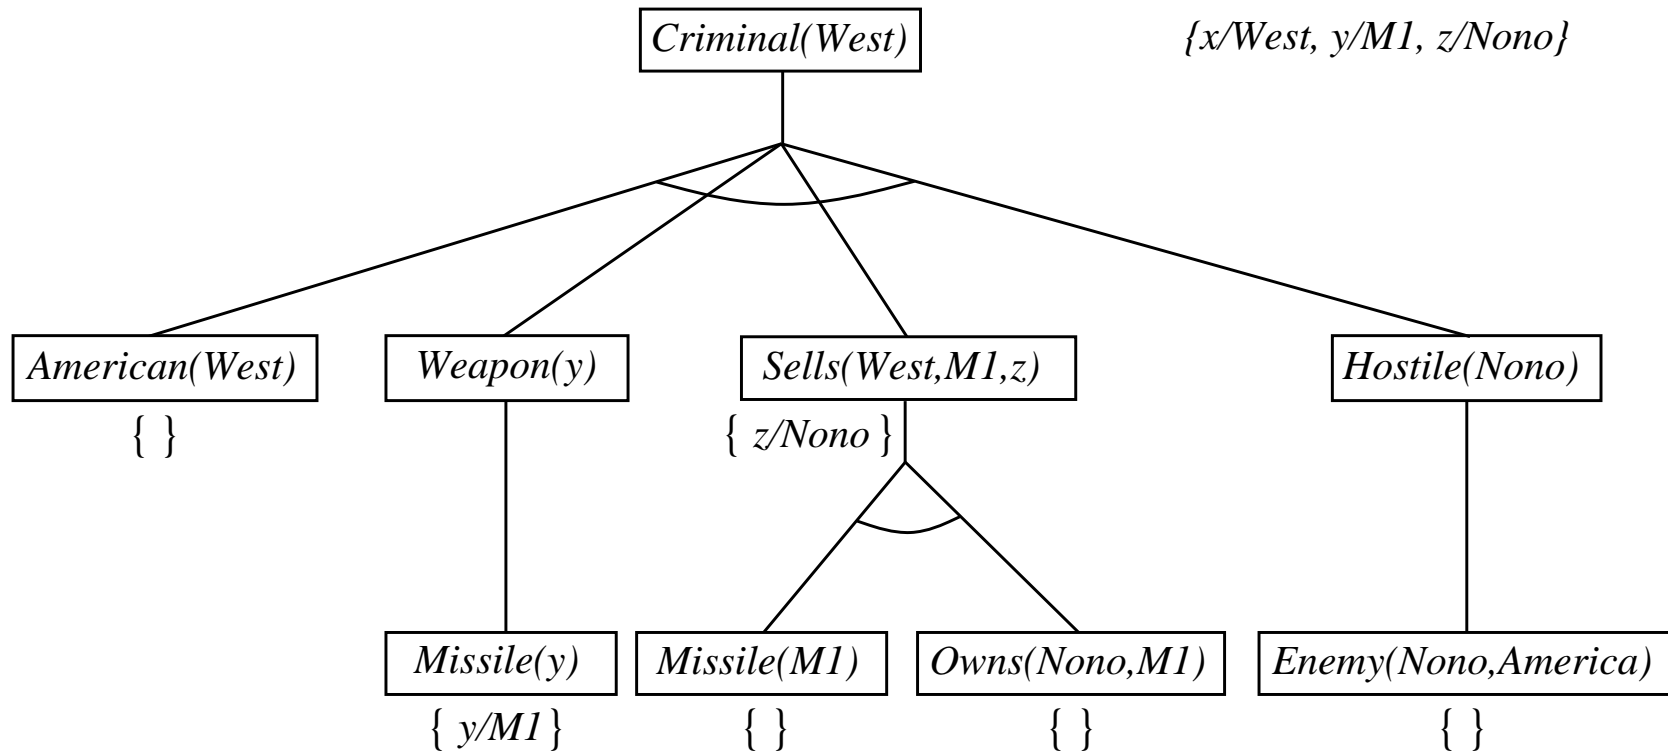 Criminal(West) {x/West, y/M1, z/Nono}
American(West) Weapon(y) Sells(West,M1,z) Hostile(Nono)
{ } { z/Nono }
Missile(y) Missile(M1) Owns(Nono,M1) Enemy(Nono,America)
{ y/M1 } { } { } { }